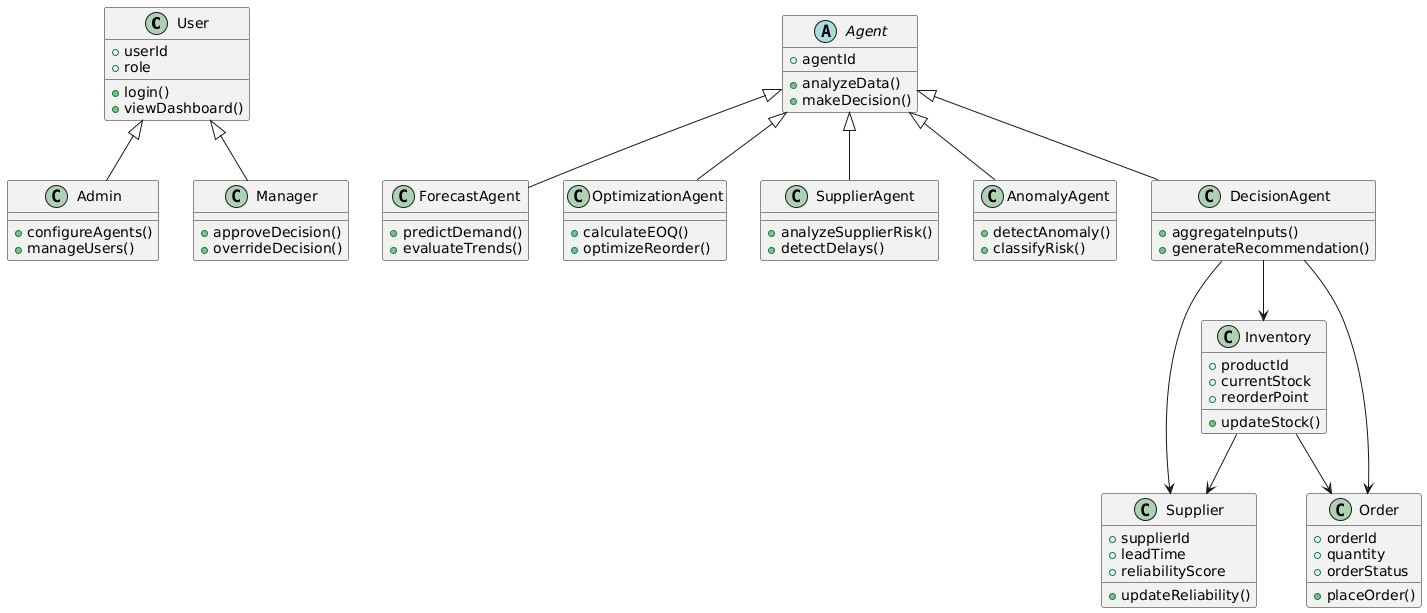 C User
+ userId
+ role
+ login()
+ viewDashboard()
A Agent
+ agentId
+ analyzeData()
+ makeDecision()
C Admin
+ configureAgents()
+ manageUsers()
C Manager
+ approveDecision()
+ overrideDecision()
C ForecastAgent
+ predictDemand()
+ evaluateTrends()
C OptimizationAgent
+ calculateEOQ()
+ optimizeReorder()
C SupplierAgent
+ analyzeSupplierRisk()
+ detectDelays()
C AnomalyAgent
+ detectAnomaly()
+ classifyRisk()
C DecisionAgent
+ aggregateInputs()
+ generateRecommendation()
C Inventory
+ productId
+ currentStock
+ reorderPoint
+ updateStock()
C Supplier
+ supplierId
+ leadTime
+ reliabilityScore
+ updateReliability()
C Order
+ orderId
+ quantity
+ orderStatus
+ placeOrder()